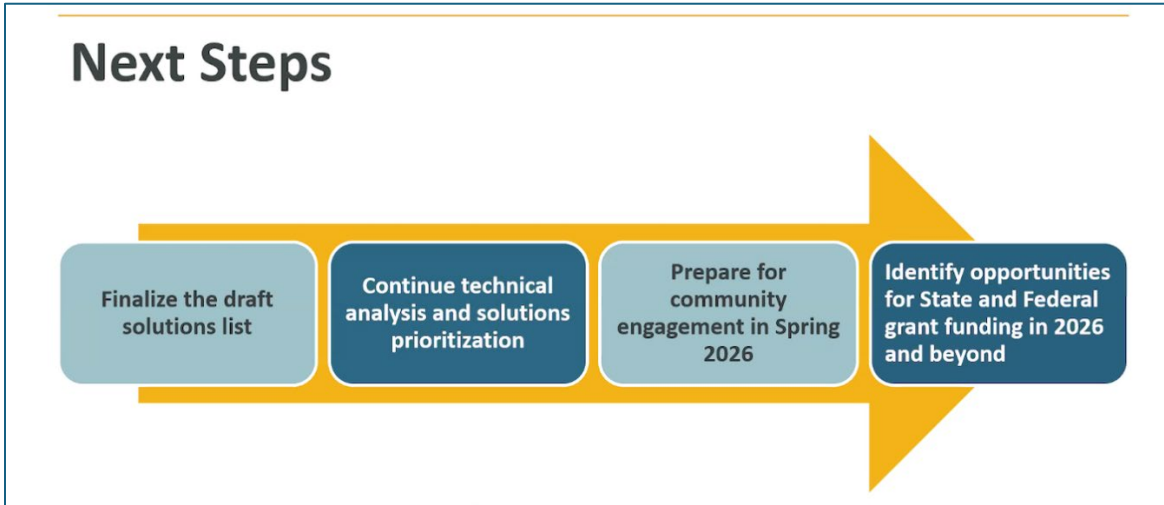 Next Steps
Finalize the draft
solutions list
Continue technical
analysis and solutions
prioritization
Prepare for
community
engagement in Spring
2026
Identify opportunities
for State and Federal
grant funding in 2026
and beyond